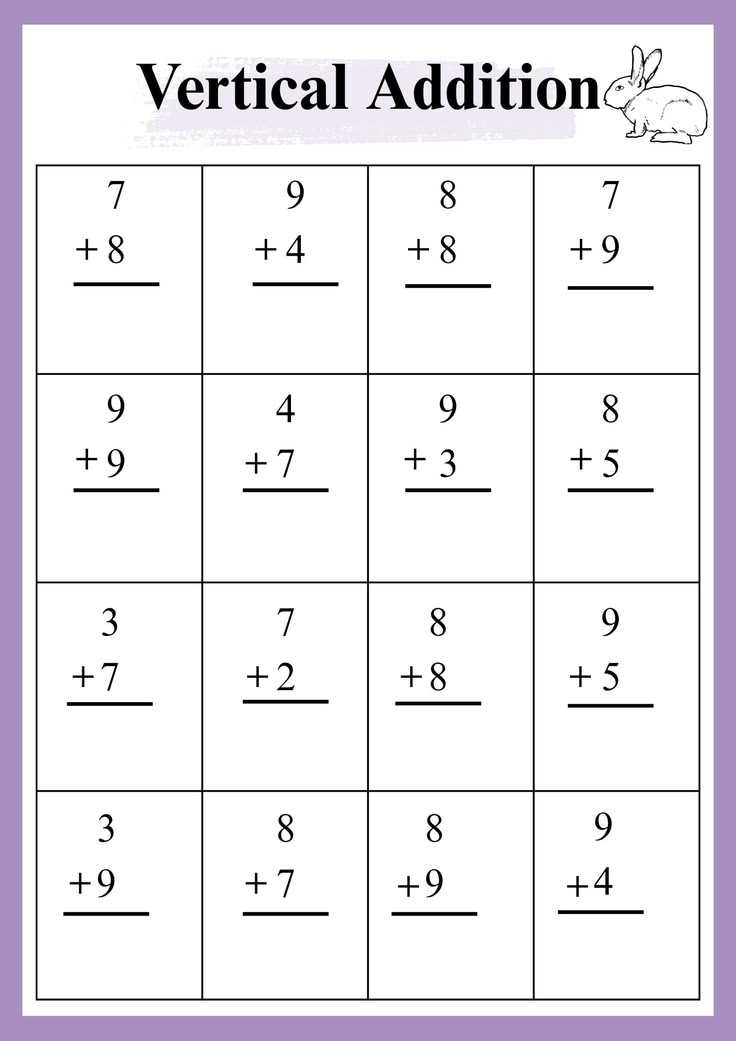 Vertical Addition
7 9 8 7
+ 8 + 4 + 8 + 9
9 4 9 8
+ 9 + 7 + 3 + 5
3 7 8 9
+ 7 + 2 + 8 + 5
3 8 8 9
+ 9 + 7 + 9 + 4